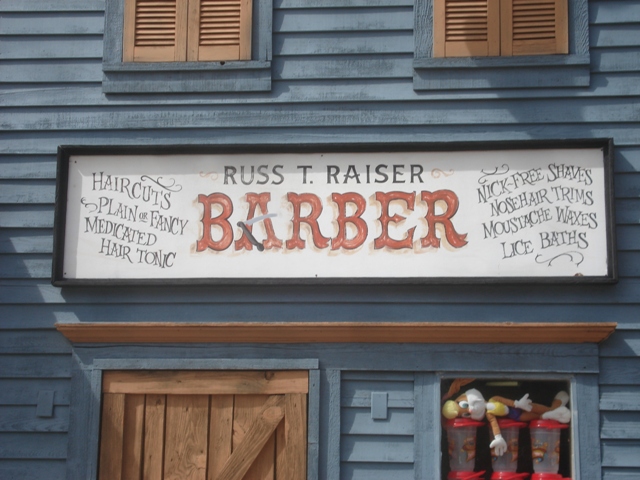 RUSS T. RAISER
BARBER
HAIRCUTS
PLAIN OR FANCY
MEDICATED
HAIR TONIC
NICK-FREE SHAVES
NOSEHAIR TRIMS
MOUSTACHE WAXES
LICE BATHS